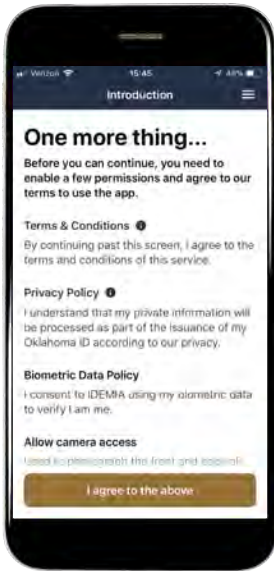 Verizon 15:45 48%
Introduction
One more thing...
Before you can continue, you need to
enable a few permissions and agree to our
terms to use the app.
Terms & Conditions
By continuing past this screen, I agree to the
terms and conditions of this service.
Privacy Policy
I understand that my private information will
be processed as part of the issuance of my
Oklahoma ID according to our privacy.
Biometric Data Policy
I consent to IDEMIA using my biometric data
to verify I am me.
Allow camera access
the front and
I agree to the above